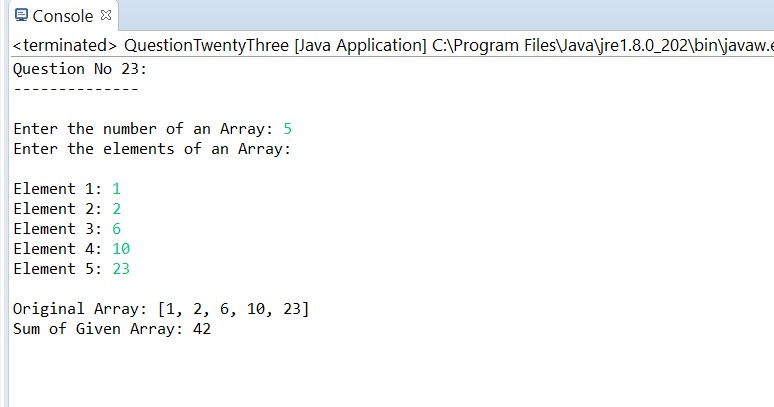 Console
<terminated> QuestionTwentyThree [Java Application] C:\Program Files\Java\jre1.8.0_202\bin\javaw.e
Question No 23:
--------------
Enter the number of an Array: 5
Enter the elements of an Array:
Element 1: 1
Element 2: 2
Element 3: 6
Element 4: 10
Element 5: 23
Original Array: [1, 2, 6, 10, 23]
Sum of Given Array: 42